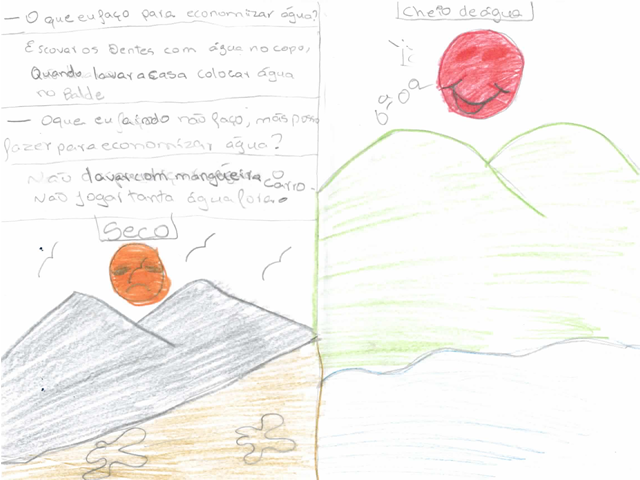 — O que eu faço para economizar água?
Escovar os Dentes com água no copo,
Quando lavar a casa colocar água
no Balde
— O que eu ainda não faço, mas posso
fazer para economizar água?
Não lavar com mangueira o carro.
Não jogar tanta água fora.
Seco
Cheio de água